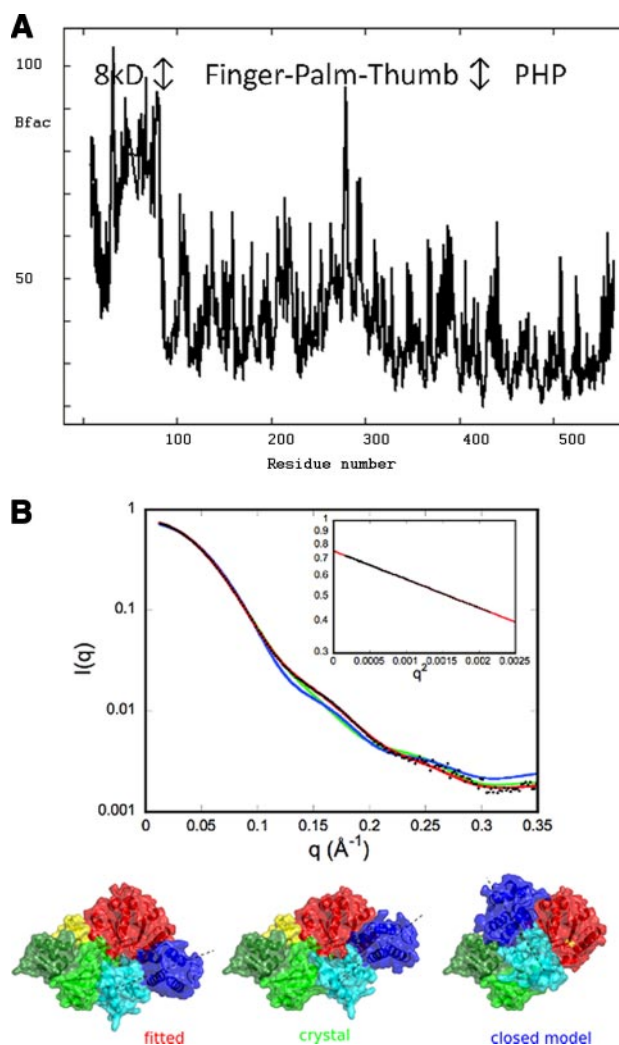 A
100
8kD ↕ Finger-Palm-Thumb ↕ PHP
Bfac
50
100 200 300 400 500
Residue number
B
1
0.1
0.01
0.001
I(q)
0 0.05 0.1 0.15 0.2 0.25 0.3 0.35
q (Å⁻¹)
1
0.9
0.8
0.7
0.6
0.5
0.4
0.3
0 0.0005 0.001 0.0015 0.002 0.0025
q²
fitted crystal closed model